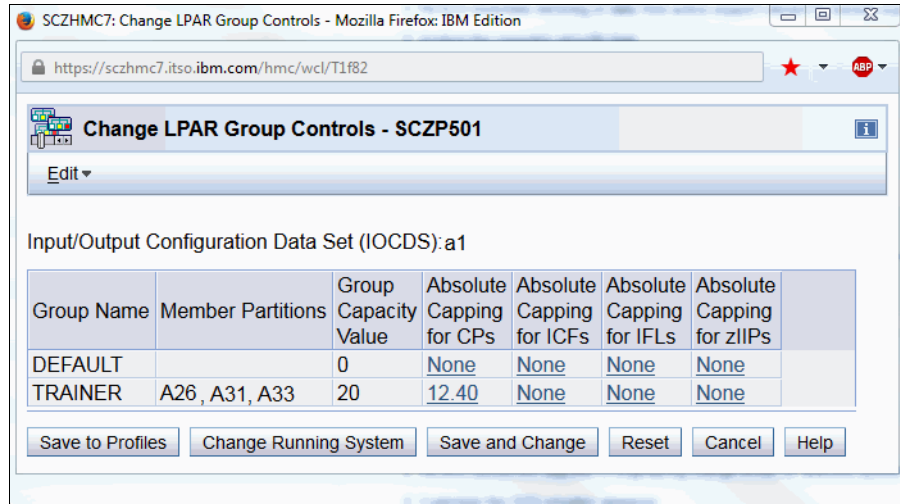 SCZHMC7: Change LPAR Group Controls - Mozilla Firefox: IBM Edition
https://sczhmc7.itso.ibm.com/hmc/wcl/T1f82
ABP
Change LPAR Group Controls - SCZP501
i
Edit
Input/Output Configuration Data Set (IOCDS):a1
Group Name Member Partitions Group Capacity Value Absolute Capping for CPs Absolute Capping for ICFs Absolute Capping for IFLs Absolute Capping for zIIPs
DEFAULT 0 None None None None
TRAINER A26 , A31, A33 20 12.40 None None None
Save to Profiles Change Running System Save and Change Reset Cancel Help